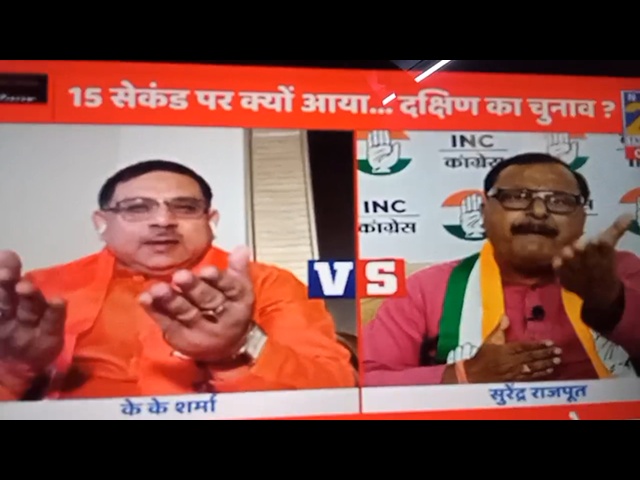 15 सेकंड पर क्यों आया... दक्षिण का चुनाव ?
INC
कांग्रेस
INC
कांग्रेस
VS
के के शर्मा
सुरेंद्र राजपूत